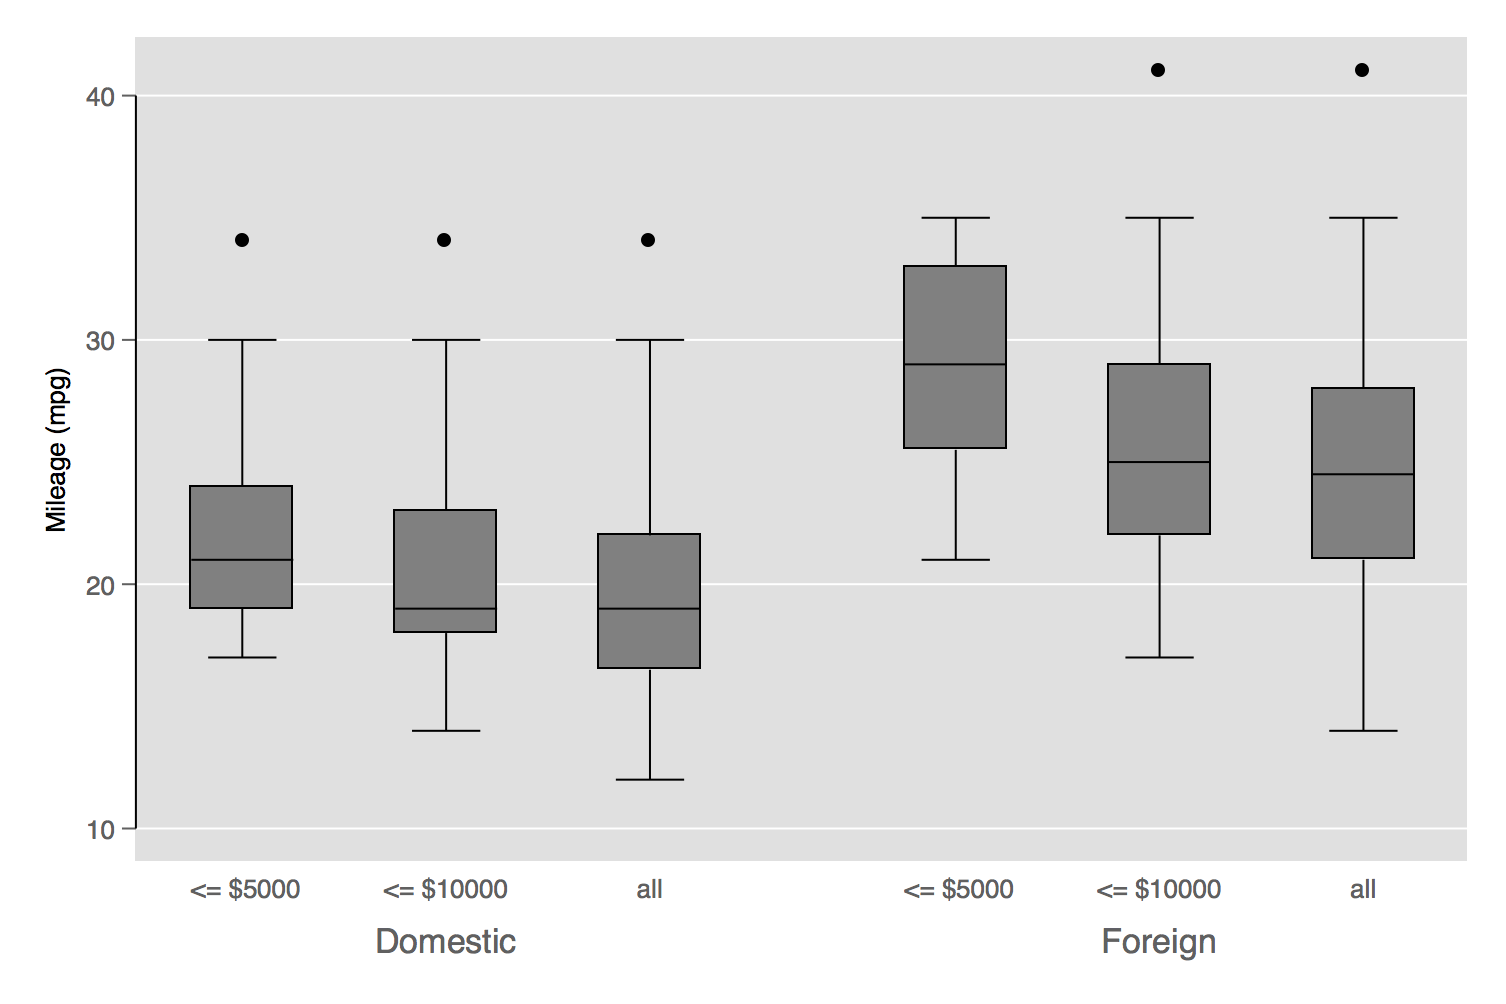 40
30
20
10
Mileage (mpg)
<= $5000 <= $10000 all <= $5000 <= $10000 all
Domestic Foreign